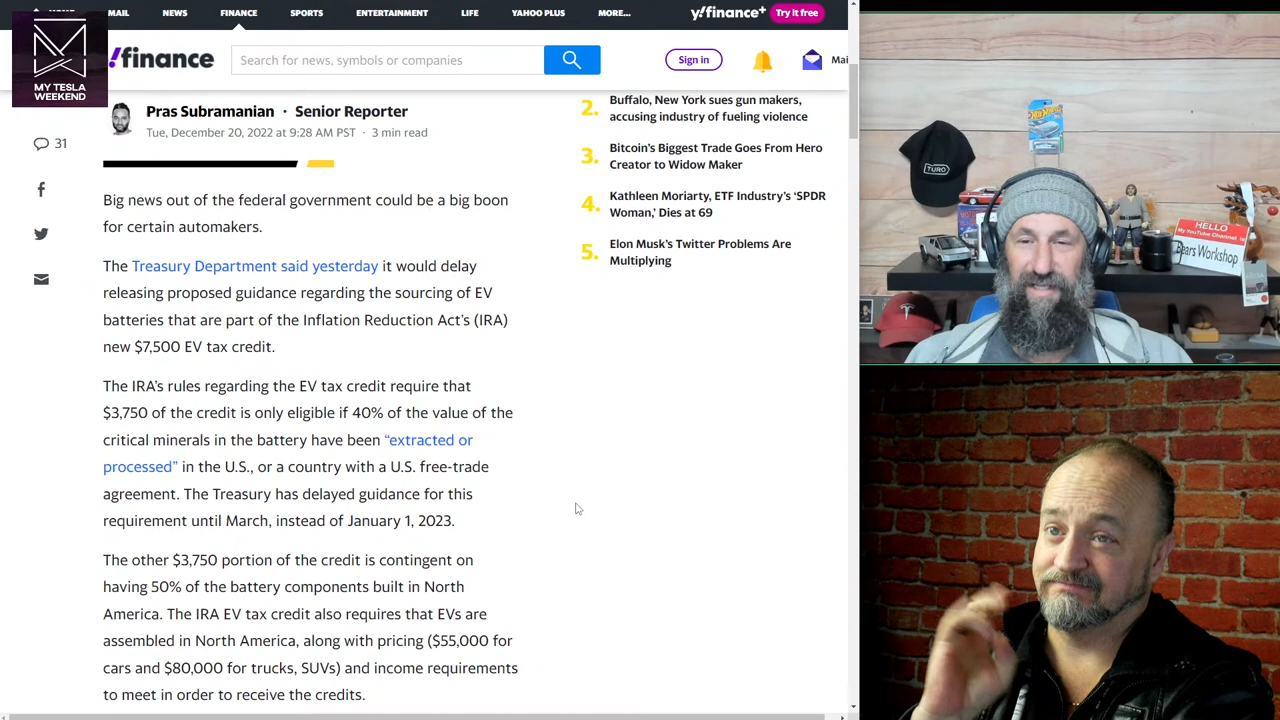 HOME
MAIL
NEWS
FINANCE
SPORTS
ENTERTAINMENT
LIFE
YAHOO PLUS
MORE...
y!finance+
Try it free
MY TESLA
WEEKEND
!finance
Search for news, symbols or companies
Sign in
Mai
Pras Subramanian · Senior Reporter
Tue, December 20, 2022 at 9:28 AM PST · 3 min read
31
Big news out of the federal government could be a big boon
for certain automakers.
The Treasury Department said yesterday it would delay
releasing proposed guidance regarding the sourcing of EV
batteries that are part of the Inflation Reduction Act's (IRA)
new $7,500 EV tax credit.
The IRA's rules regarding the EV tax credit require that
$3,750 of the credit is only eligible if 40% of the value of the
critical minerals in the battery have been “extracted or
processed” in the U.S., or a country with a U.S. free-trade
agreement. The Treasury has delayed guidance for this
requirement until March, instead of January 1, 2023.
The other $3,750 portion of the credit is contingent on
having 50% of the battery components built in North
America. The IRA EV tax credit also requires that EVs are
assembled in North America, along with pricing ($55,000 for
cars and $80,000 for trucks, SUVs) and income requirements
to meet in order to receive the credits.
2.
Buffalo, New York sues gun makers,
accusing industry of fueling violence
3.
Bitcoin's Biggest Trade Goes From Hero
Creator to Widow Maker
4.
Kathleen Moriarty, ETF Industry's ‘SPDR
Woman,’ Dies at 69
5.
Elon Musk's Twitter Problems Are
Multiplying
Hot Wheels
TURO
HELLO
My YouTube Channel is
Bears Workshop